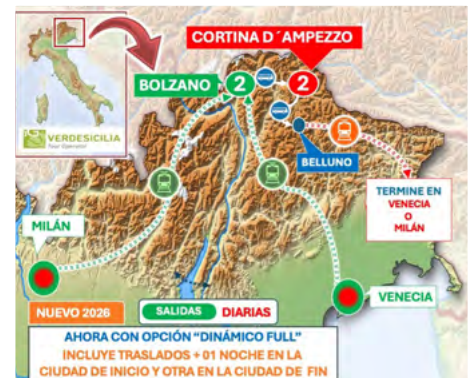 CORTINA D´AMPEZZO
BOLZANO
2
2
VERDESICILIA
Tour Operator
BELLUNO
TERMINE EN
VENECIA
O
MILÁN
MILÁN
VENECIA
NUEVO 2026
SALIDAS DIARIAS
AHORA CON OPCIÓN “DINÁMICO FULL”
INCLUYE TRASLADOS + 01 NOCHE EN LA
CIUDAD DE INICIO Y OTRA EN LA CIUDAD DE FIN